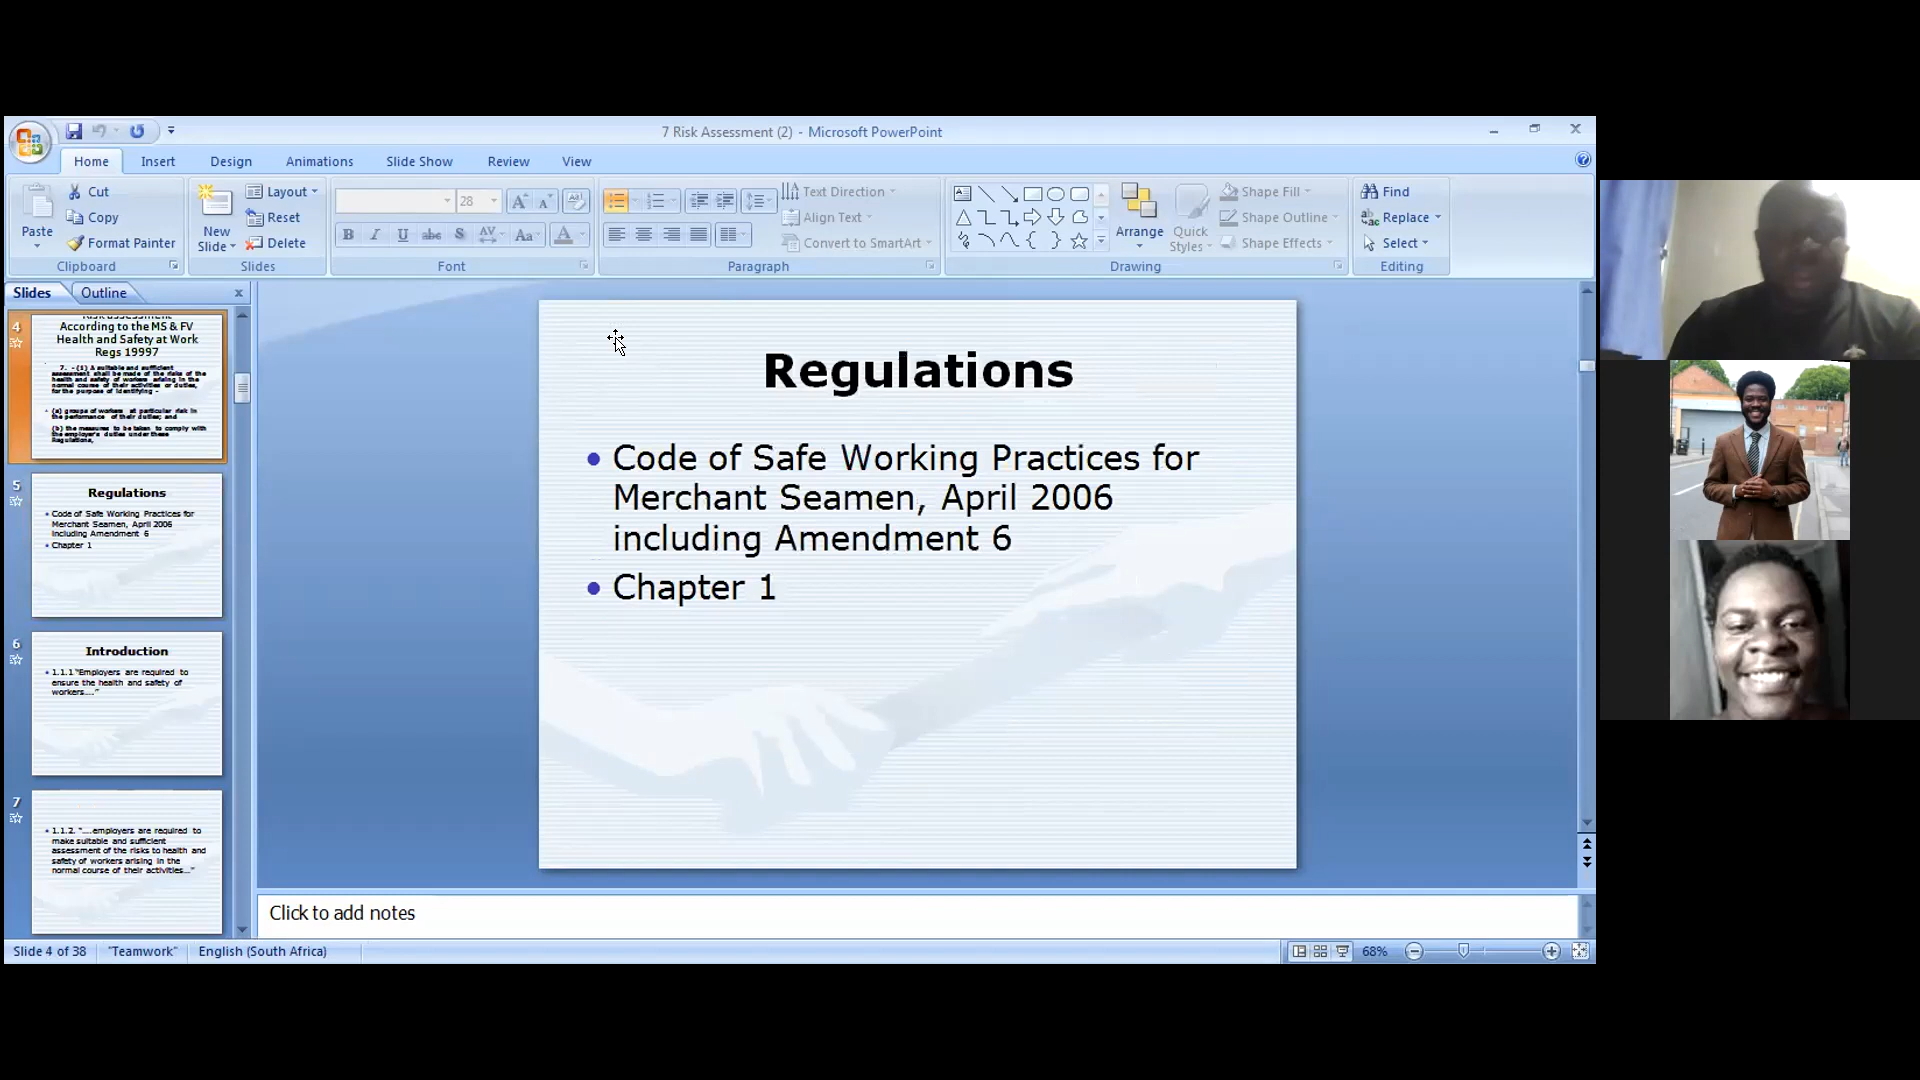 7 Risk Assessment (2) - Microsoft PowerPoint
Home Insert Design Animations Slide Show Review View
Paste
Cut
Copy
Format Painter
Clipboard
New
Slide
Layout
Reset
Delete
Slides
28
B I U abc S AV Aa A
Font
Text Direction
Align Text
Convert to SmartArt
Paragraph
Arrange
Quick
Styles
Shape Fill
Shape Outline
Shape Effects
Drawing
Find
Replace
Select
Editing
Slides Outline x
4
According to the MS & FV
Health and Safety at Work
Regs 19997
7. - (1) A suitable and sufficient
assessment shall be made of the risks of the
health and safety of workers arising in the
normal course of their activities or duties,
for the purpose of identifying -
(a) groups of workers at particular risk in
the performance of their duties; and
(b) the measures to be taken to comply with
the employer's duties under these
Regulations,
5
Regulations
• Code of Safe Working Practices for
Merchant Seamen, April 2006
including Amendment 6
• Chapter 1
6
Introduction
• 1.1.1 "Employers are required to
ensure the health and safety of
workers...."
7
• 1.1.2. "....employers are required to
make suitable and sufficient
assessment of the risks to health and
safety of workers arising in the
normal course of their activities..."
Regulations
• Code of Safe Working Practices for
Merchant Seamen, April 2006
including Amendment 6
• Chapter 1
Click to add notes
Slide 4 of 38 "Teamwork" English (South Africa) 68%